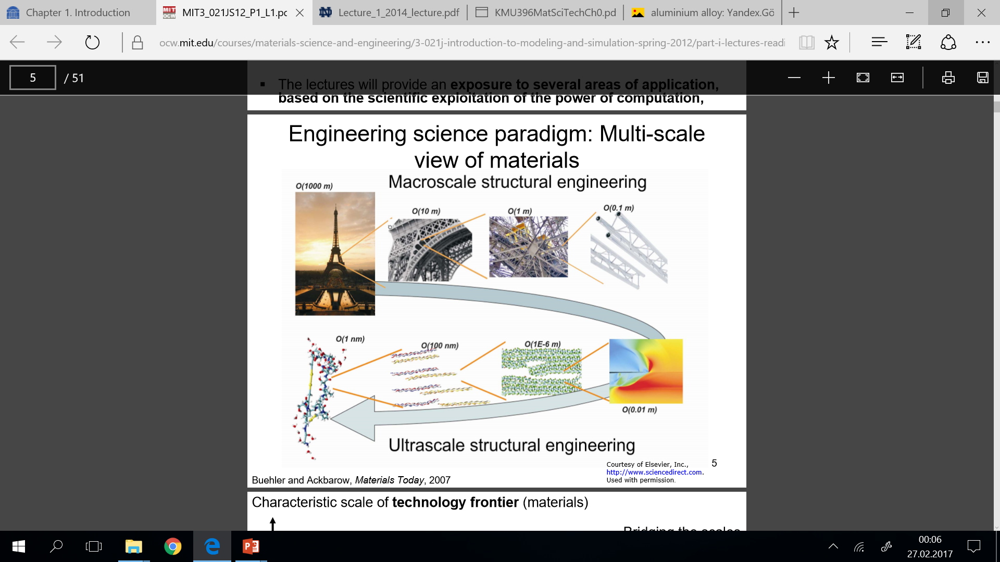 Chapter 1. Introduction
MIT3_021JS12_P1_L1.pc
Lecture_1_2014_lecture.pdf
KMU396MatSciTechCh0.pd
aluminium alloy: Yandex.Gö
MIT
OCW
ocw.mit.edu/courses/materials-science-and-engineering/3-021j-introduction-to-modeling-and-simulation-spring-2012/part-i-lectures-readi
5 / 51
▪ The lectures will provide an exposure to several areas of application,
based on the scientific exploitation of the power of computation,
Engineering science paradigm: Multi-scale
view of materials
Macroscale structural engineering
O(1000 m)
O(10 m)
O(1 m)
O(0.1 m)
O(1 nm)
O(100 nm)
O(1E-6 m)
O(0.01 m)
Ultrascale structural engineering
Courtesy of Elsevier, Inc.,
http://www.sciencedirect.com.
Used with permission.
5
Buehler and Ackbarow, Materials Today, 2007
Characteristic scale of technology frontier (materials)
Bridging the scales
00:06
27.02.2017